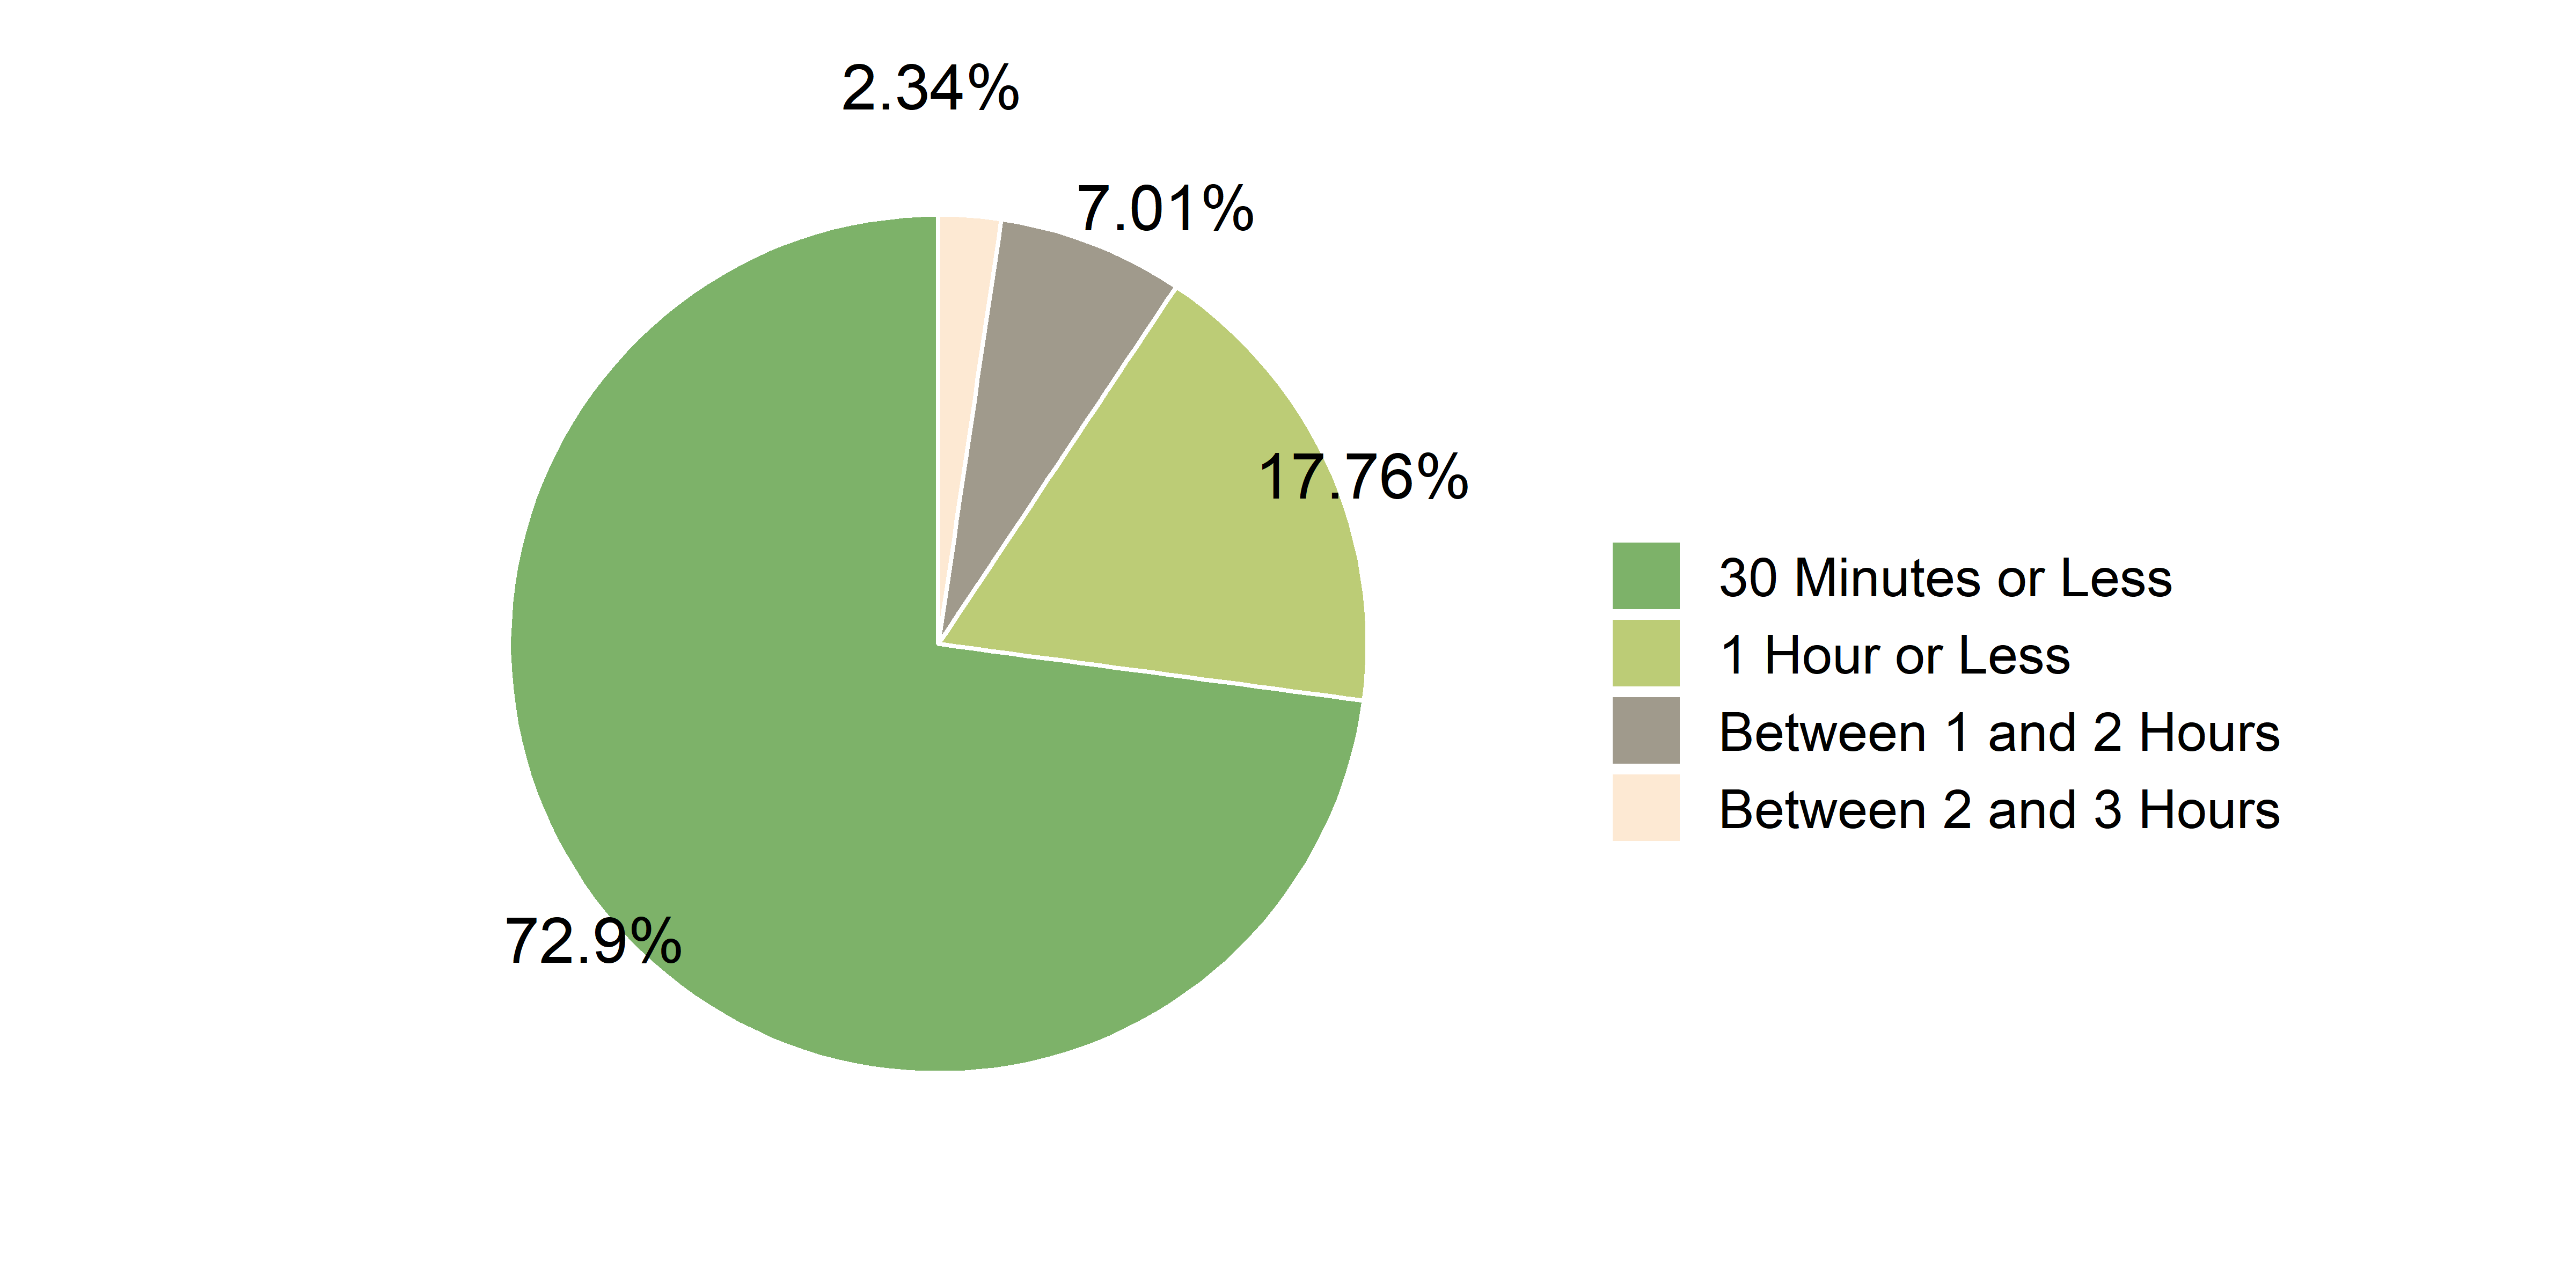 2.34%
7.01%
17.76%
72.9%
30 Minutes or Less
1 Hour or Less
Between 1 and 2 Hours
Between 2 and 3 Hours